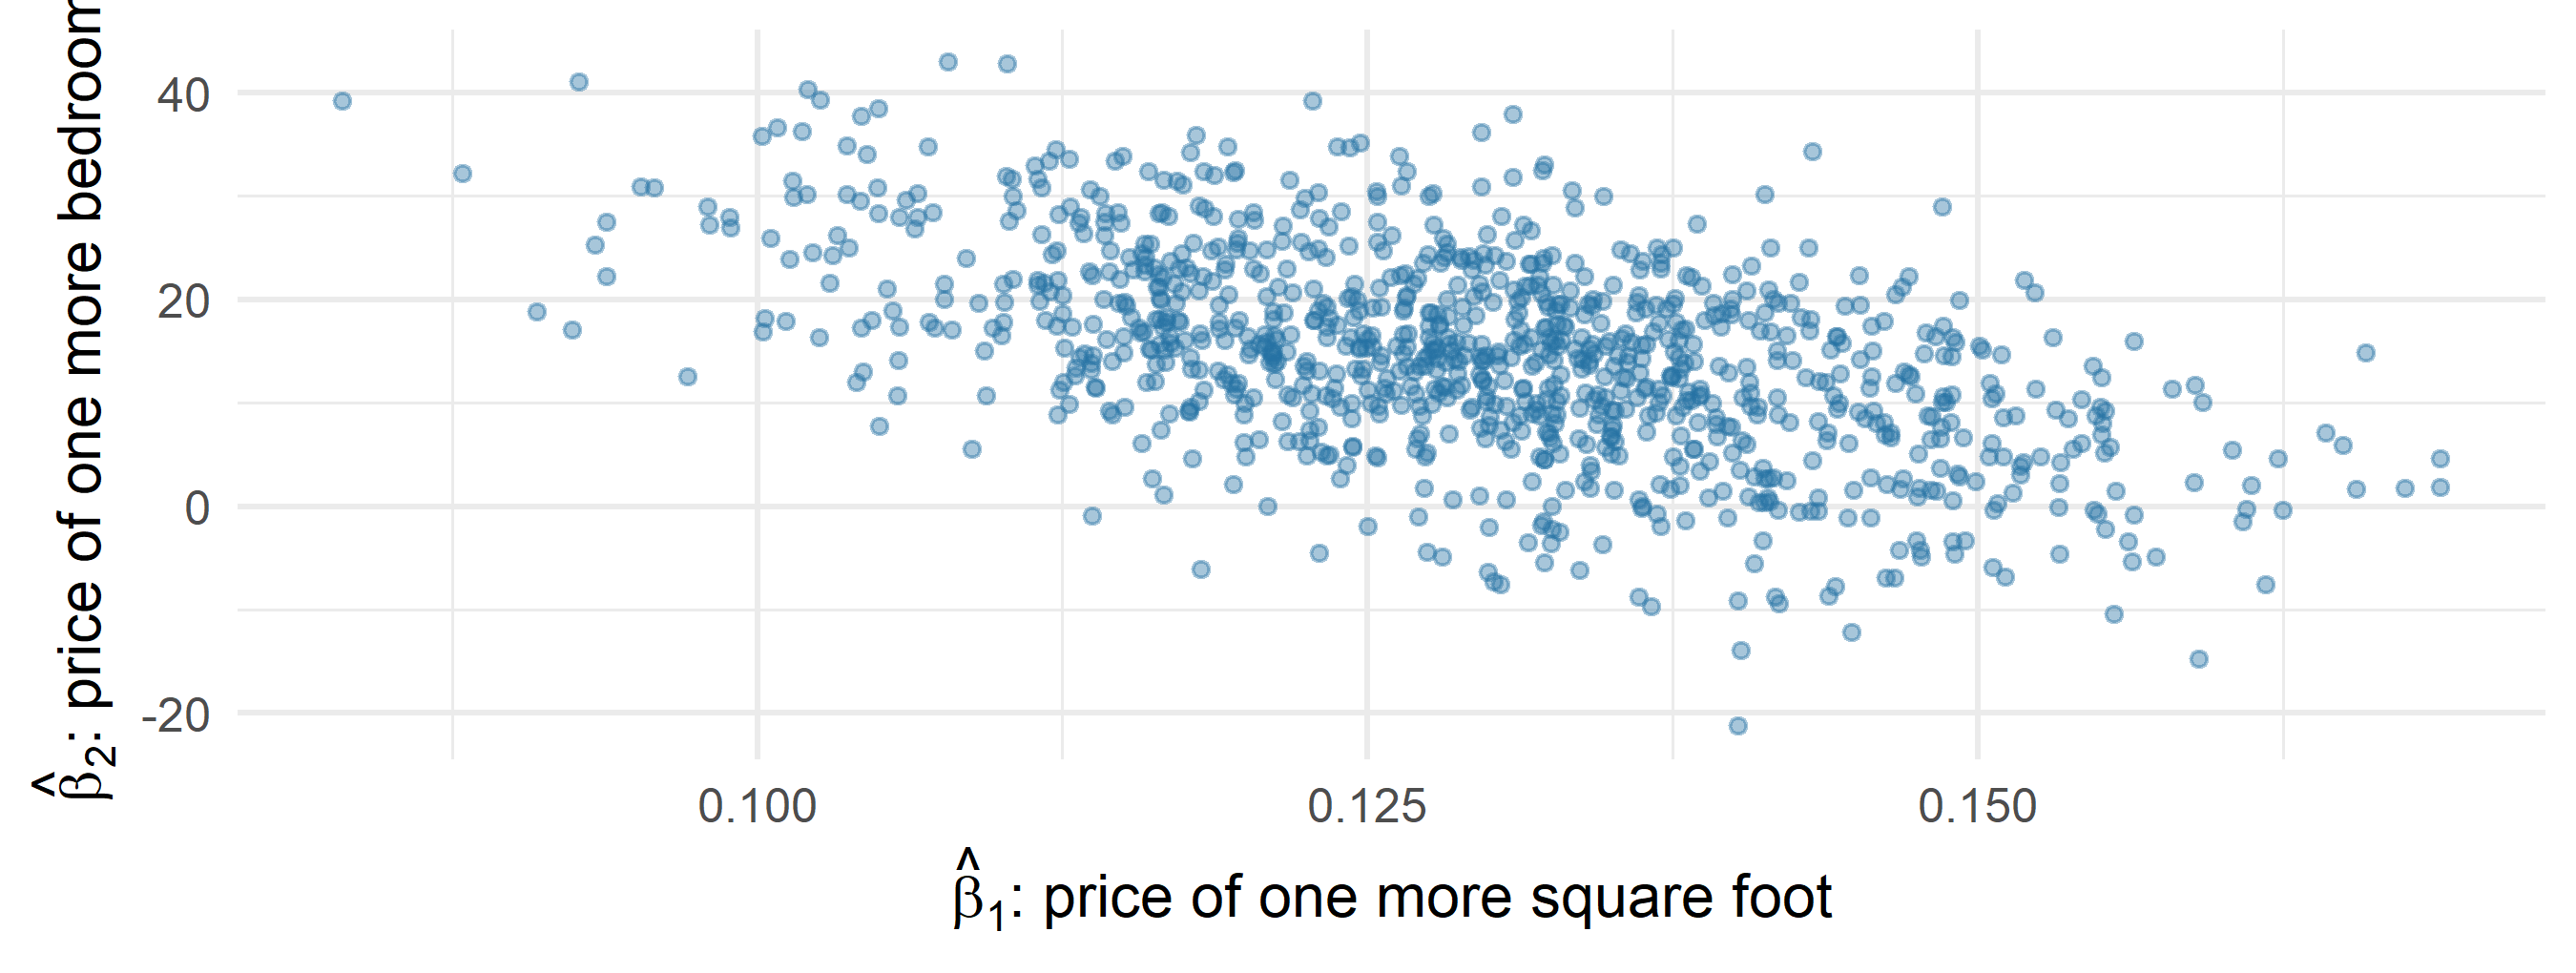 β̂2: price of one more bedroom
40
20
0
-20
0.100 0.125 0.150
β̂1: price of one more square foot